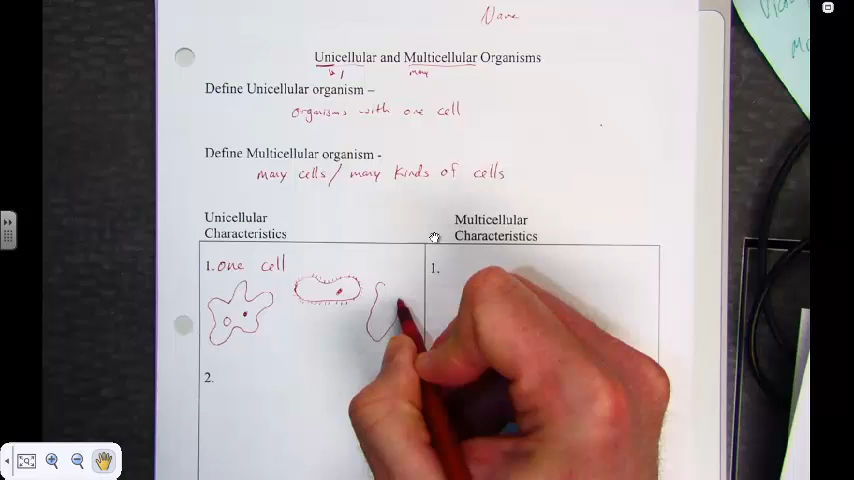 Name
Unicellular and Multicellular Organisms
1 many
Define Unicellular organism –
organisms with one cell
Define Multicellular organism -
many cells/many kinds of cells
Unicellular
Characteristics
Multicellular
Characteristics
1. one cell
1.
2.